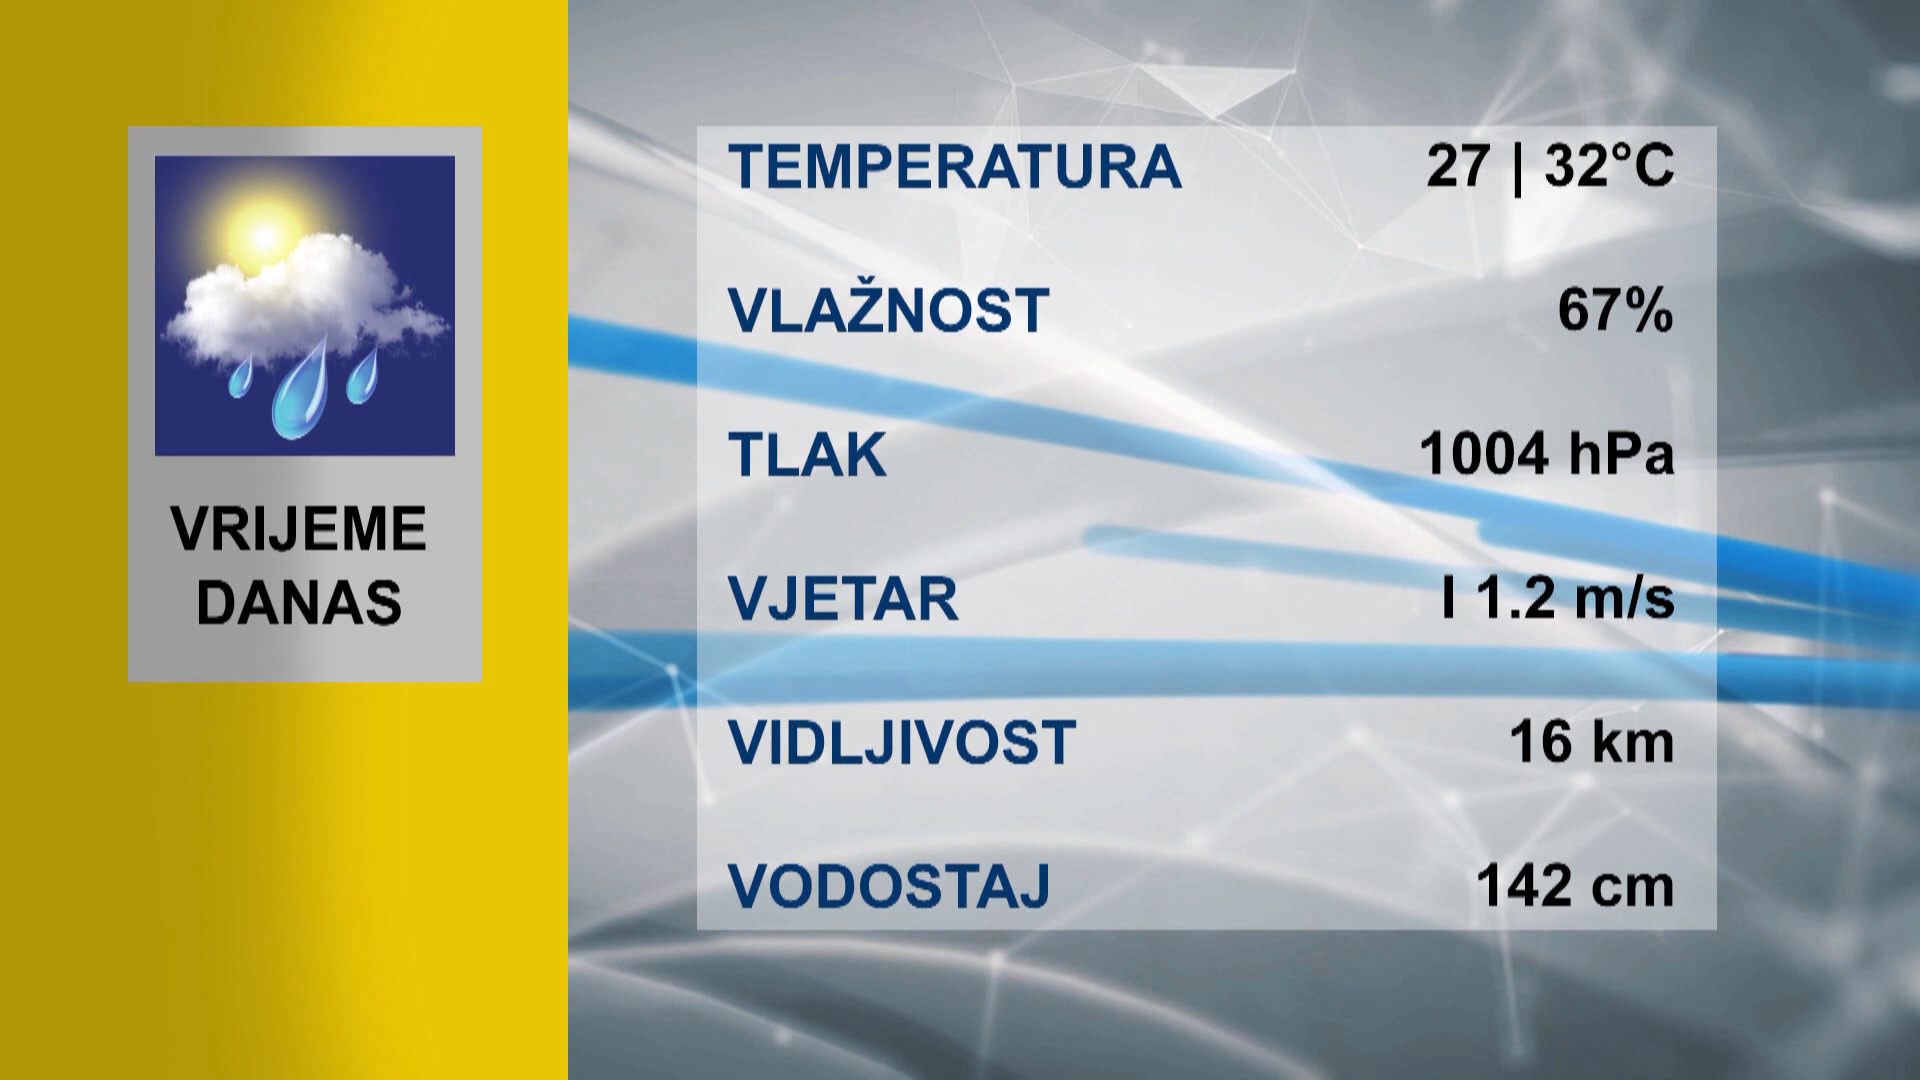 VRIJEME
DANAS
TEMPERATURA 27 | 32°C
VLAŽNOST 67%
TLAK 1004 hPa
VJETAR I 1.2 m/s
VIDLJIVOST 16 km
VODOSTAJ 142 cm